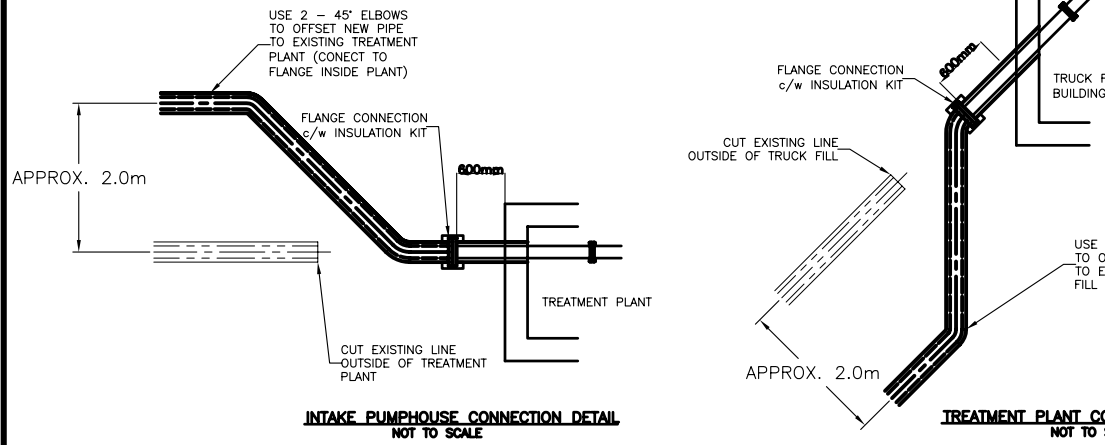 USE 2 – 45° ELBOWS
TO OFFSET NEW PIPE
TO EXISTING TREATMENT
PLANT (CONECT TO
FLANGE INSIDE PLANT)
FLANGE CONNECTION
c/w INSULATION KIT
600mm
APPROX. 2.0m
TREATMENT PLANT
CUT EXISTING LINE
OUTSIDE OF TREATMENT
PLANT
INTAKE PUMPHOUSE CONNECTION DETAIL
NOT TO SCALE
600mm
FLANGE CONNECTION
c/w INSULATION KIT
TRUCK F
BUILDING
CUT EXISTING LINE
OUTSIDE OF TRUCK FILL
USE
TO O
TO E
FILL
APPROX. 2.0m
TREATMENT PLANT CO
NOT TO S